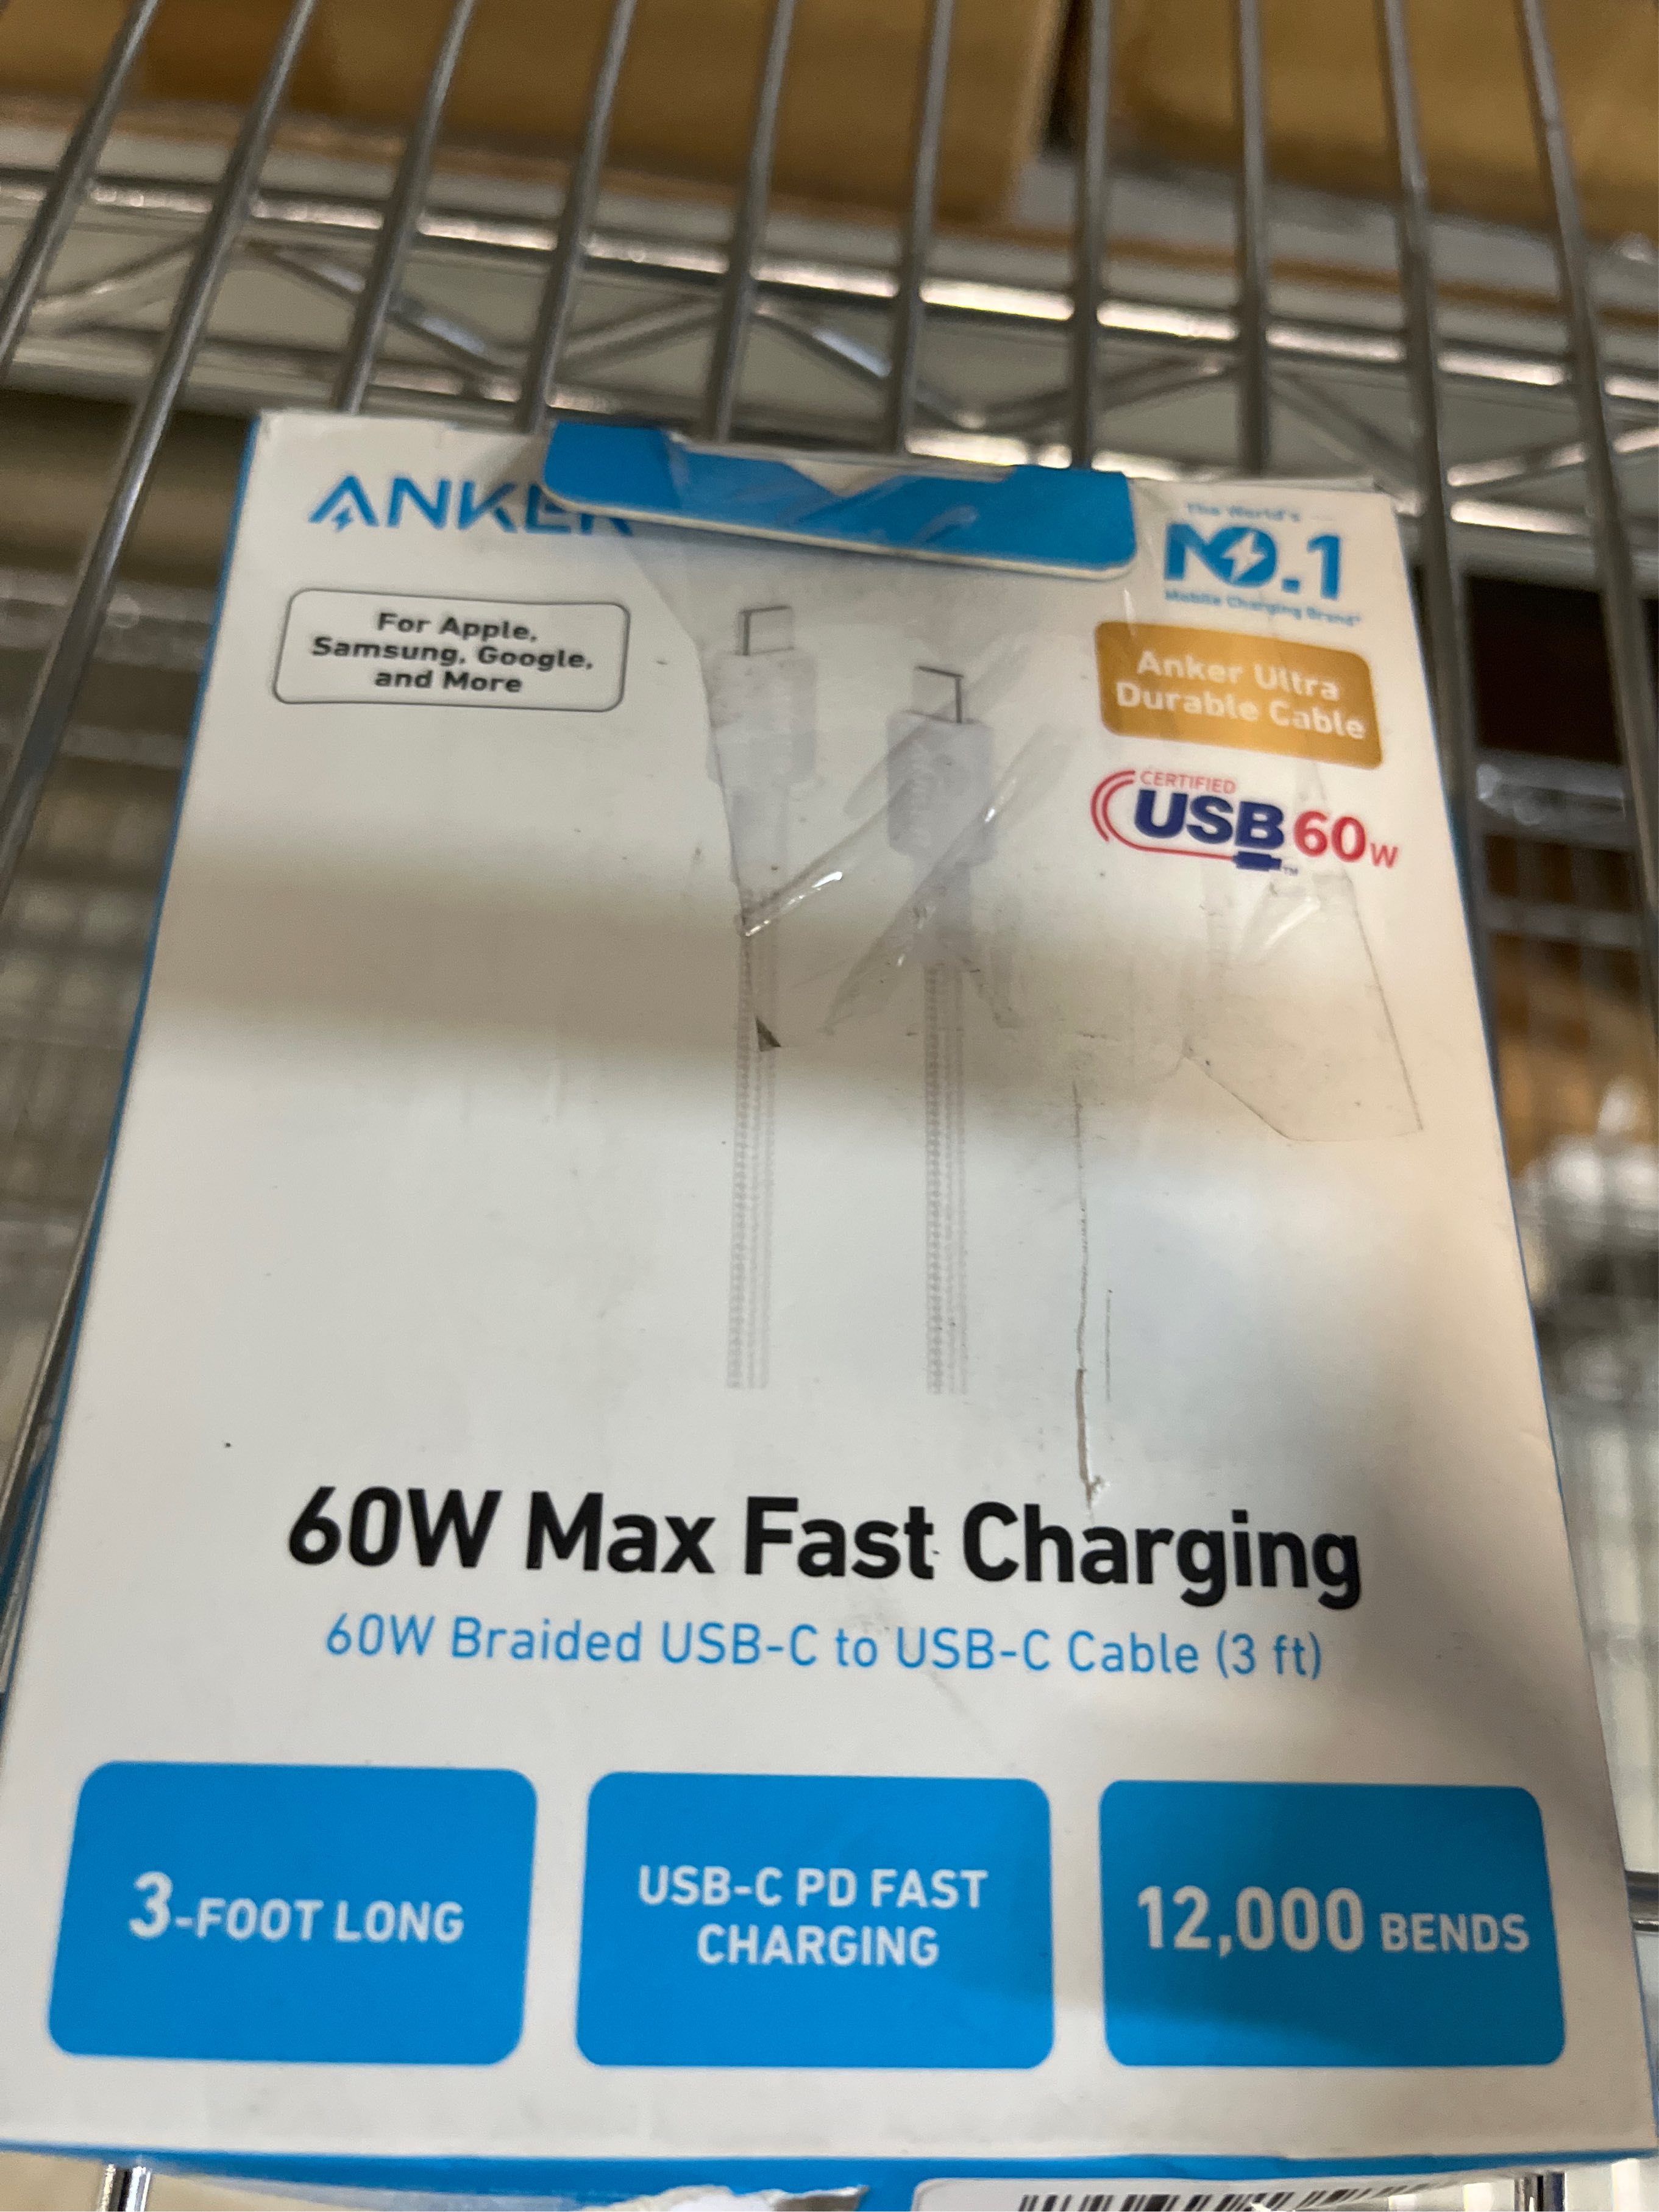 ANKER
The World's
NO.1
Mobile Charging Brand*
For Apple,
Samsung, Google,
and More
Anker Ultra
Durable Cable
CERTIFIED
USB 60W
TM
60W Max Fast Charging
60W Braided USB-C to USB-C Cable (3 ft)
3-FOOT LONG
USB-C PD FAST
CHARGING
12,000 BENDS